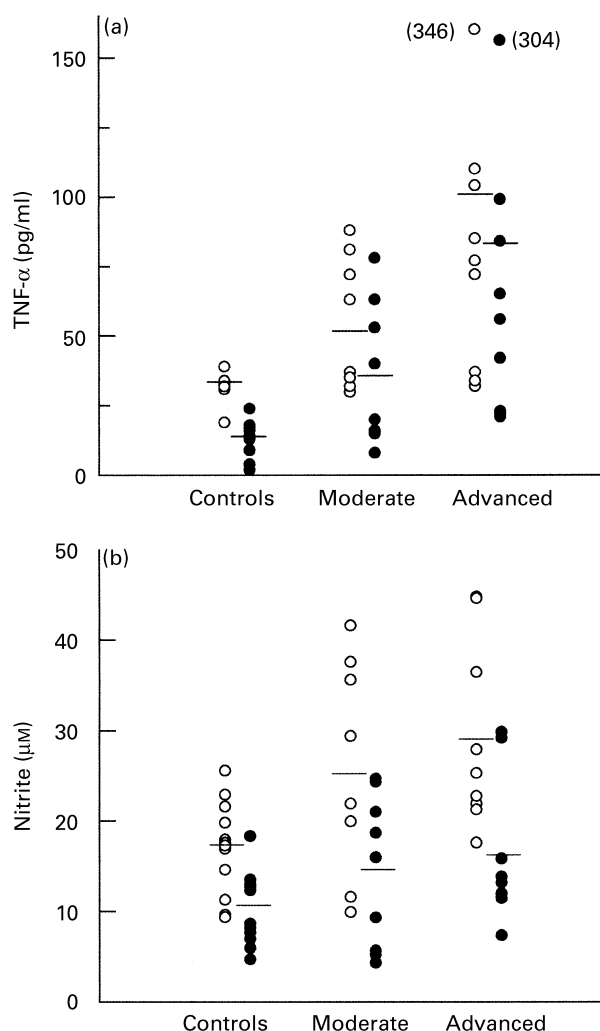 (a)
(346)
(304)
150
100
50
0
TNF-α (pg/ml)
Controls Moderate Advanced
(b)
50
40
30
20
10
0
Nitrite (μM)
Controls Moderate Advanced